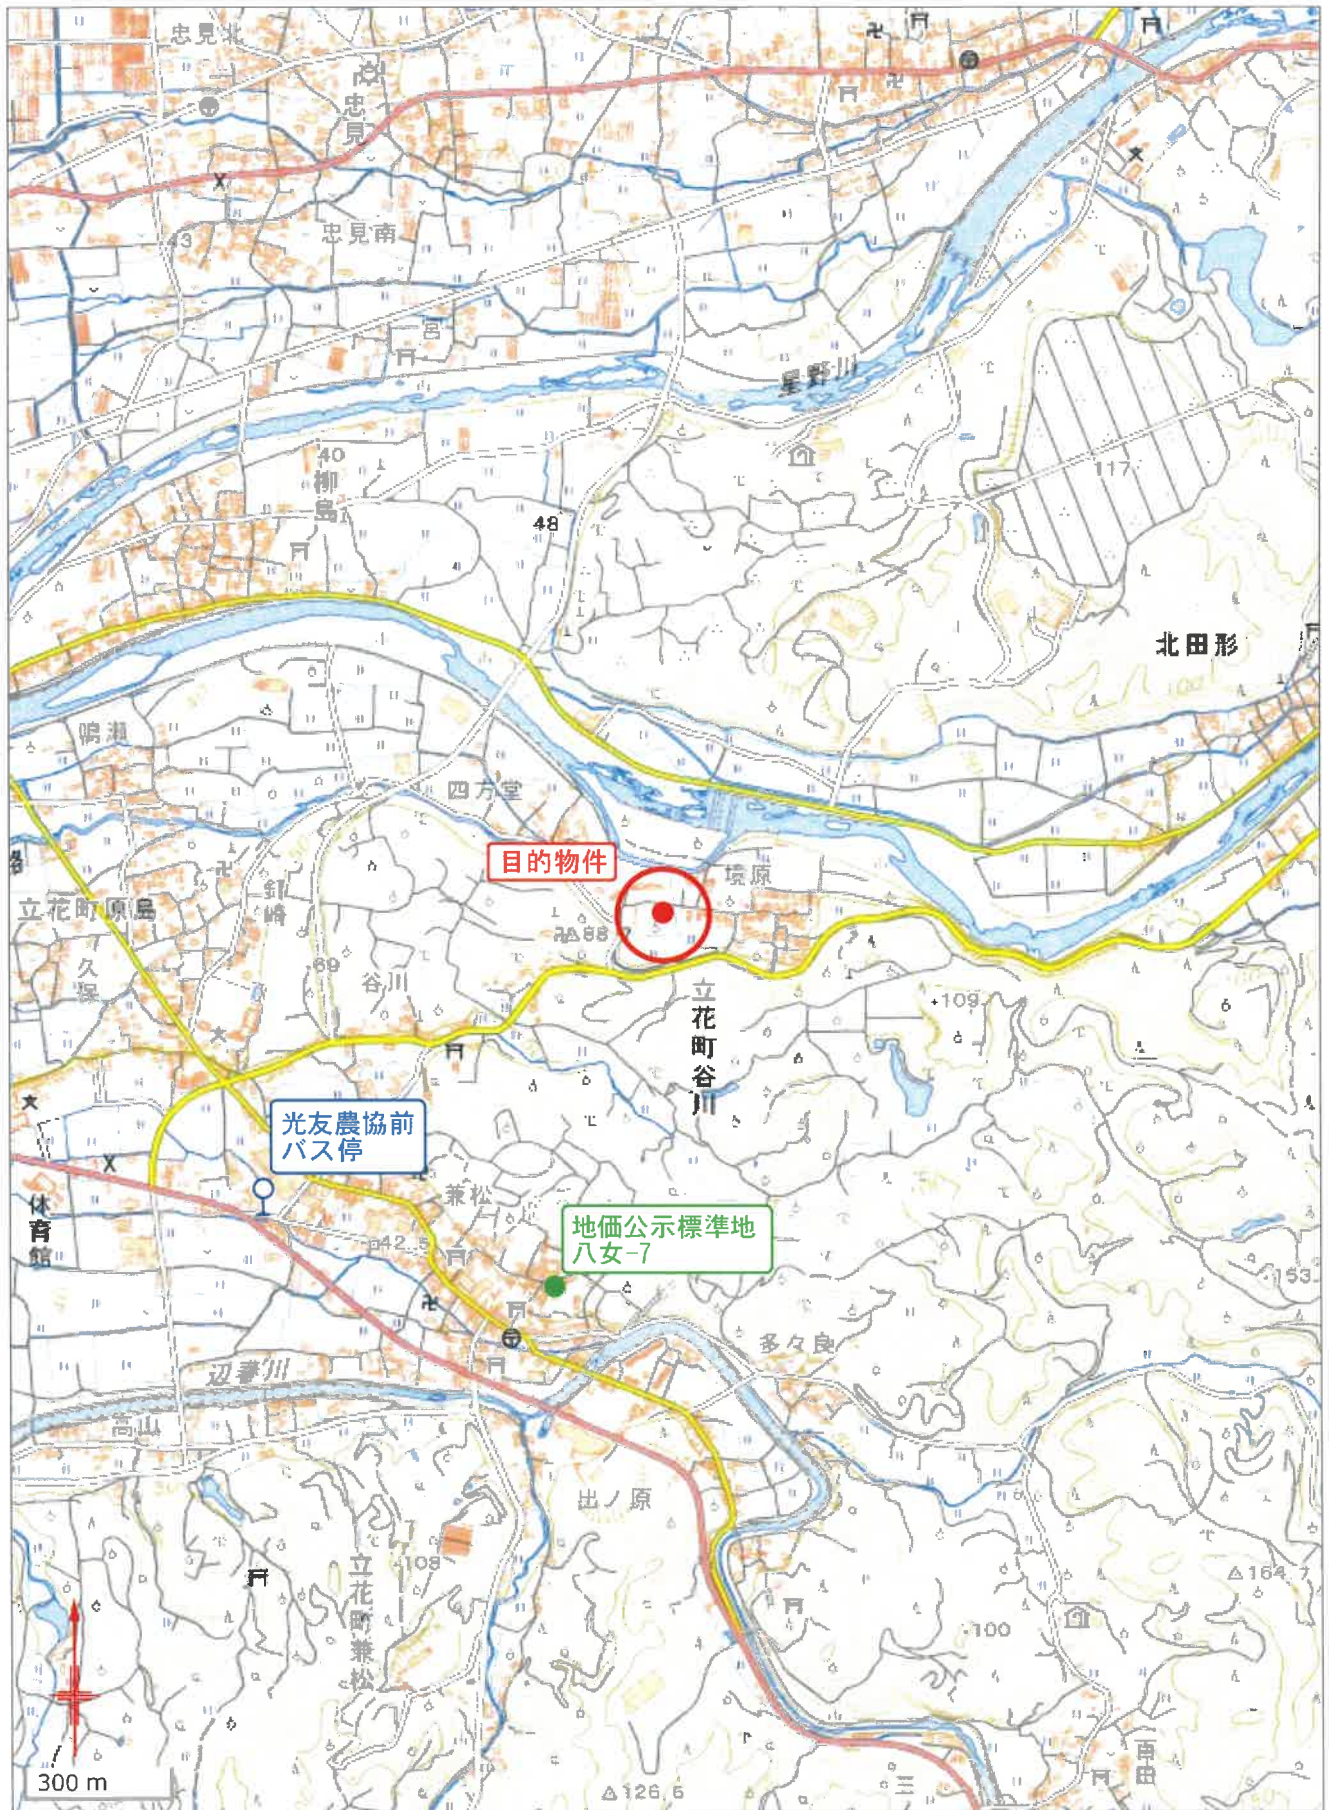 忠見北
忠見
43
忠見南
宮
星野川
40
柳島
117
48
北田形
100
鳴瀬
四方堂
目的物件
境原
釘崎
立花町原島
88.7
久保
69
谷川
立花町谷川
109
光友農協前
バス停
兼松
体育館
地価公示標準地
八女-7
42.5
153
多々良
辺春川
高山
出ノ原
108
立花町兼松
164.7
100
300 m
126.6
三
百田